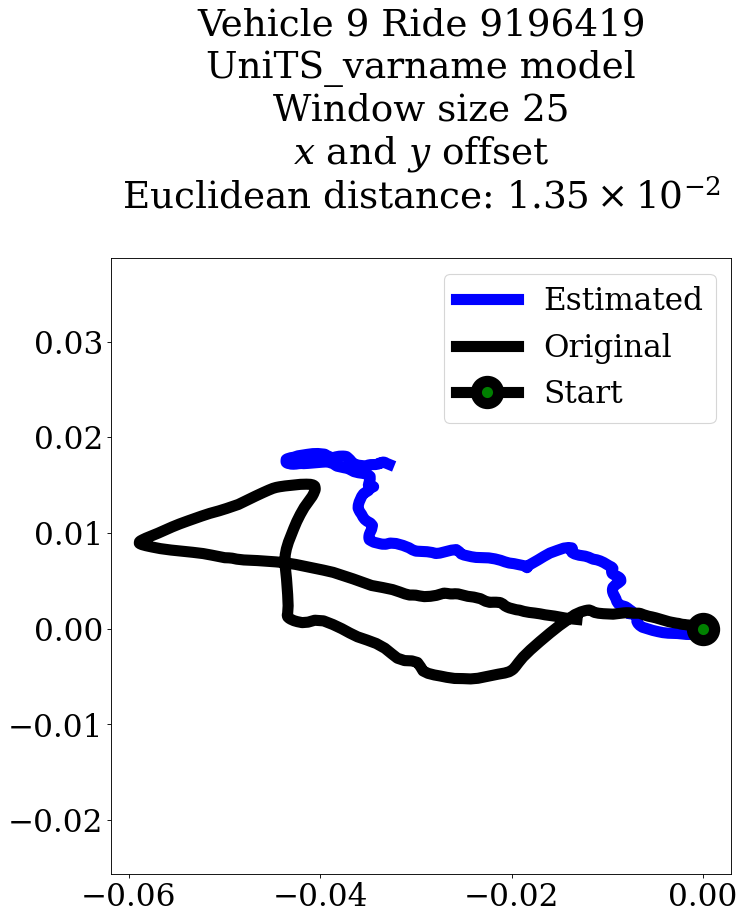 Vehicle 9 Ride 9196419
UniTS_varname model
Window size 25
x and y offset
Euclidean distance: 1.35 × 10⁻²
Estimated
Original
Start
0.03
0.02
0.01
0.00
−0.01
−0.02
−0.06
−0.04
−0.02
0.00